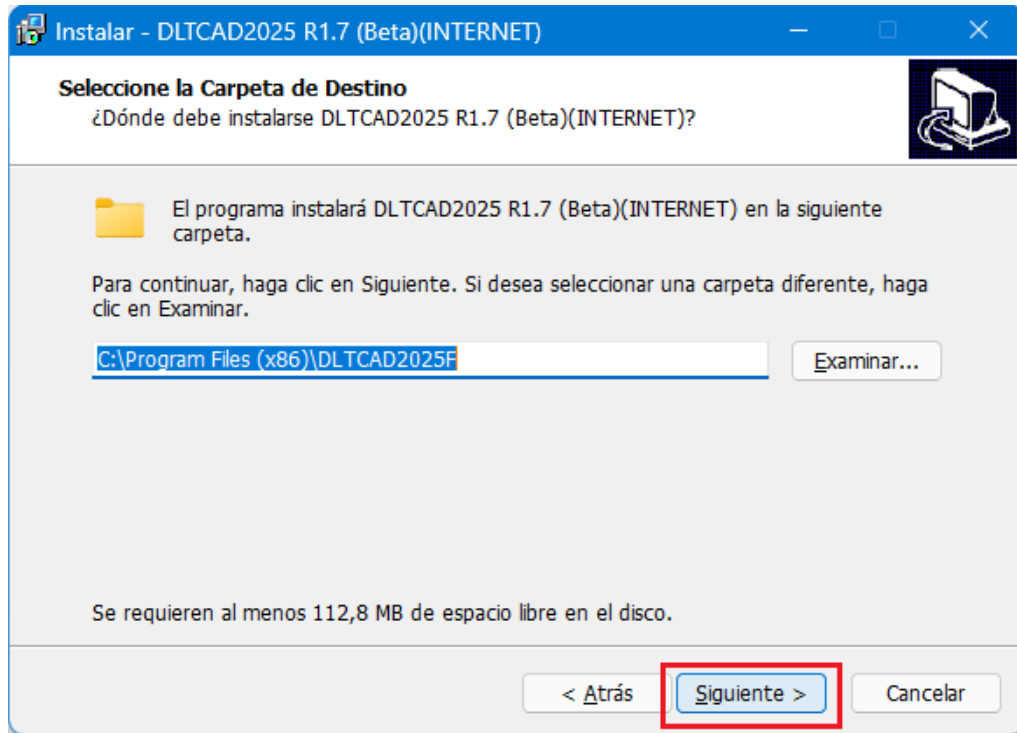 Instalar - DLTCAD2025 R1.7 (Beta)(INTERNET)
Seleccione la Carpeta de Destino
¿Dónde debe instalarse DLTCAD2025 R1.7 (Beta)(INTERNET)?
El programa instalará DLTCAD2025 R1.7 (Beta)(INTERNET) en la siguiente
carpeta.
Para continuar, haga clic en Siguiente. Si desea seleccionar una carpeta diferente, haga
clic en Examinar.
C:\Program Files (x86)\DLTCAD2025F
Examinar...
Se requieren al menos 112,8 MB de espacio libre en el disco.
< Atrás
Siguiente >
Cancelar